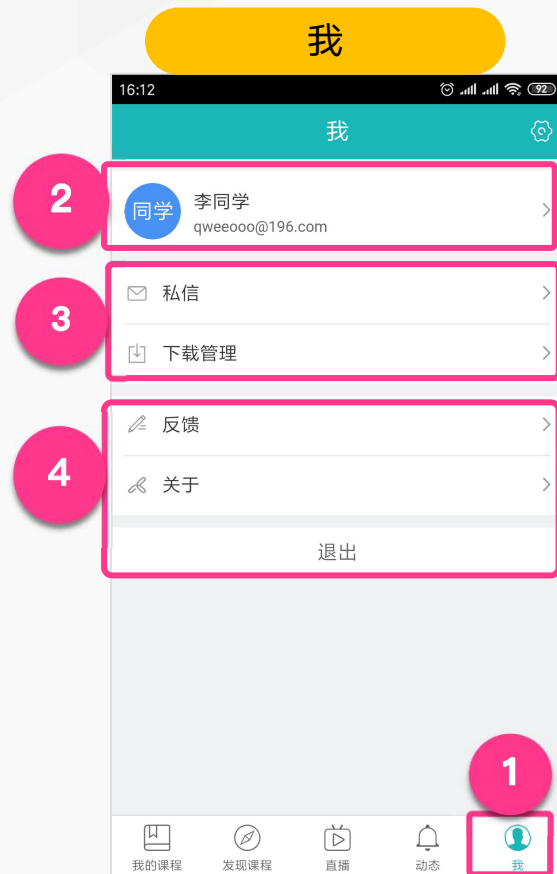 我
16:12
92
我
2
同学
李同学
qweeooo@196.com
3
私信
下载管理
4
反馈
关于
退出
1
我的课程
发现课程
直播
动态
我